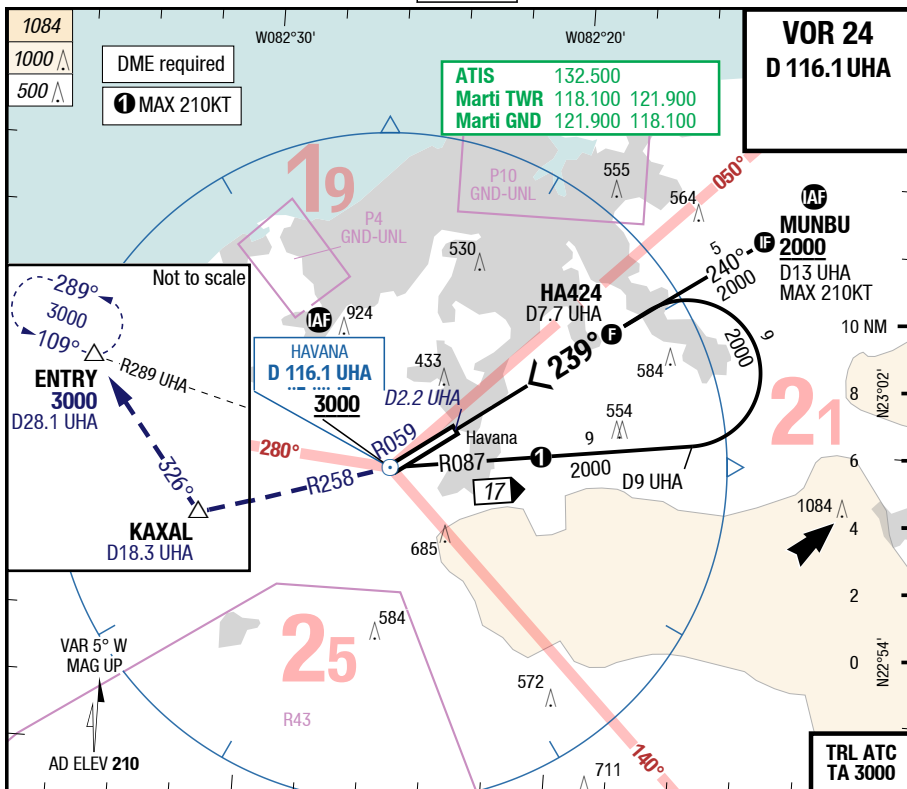 1084
1000
500
DME required
1 MAX 210KT
W082°30'
W082°20'
ATIS 132.500
Marti TWR 118.100 121.900
Marti GND 121.900 118.100
VOR 24
D 116.1 UHA
19
P4
GND-UNL
P10
GND-UNL
555
564
050°
530
IAF
MUNBU
2000
D13 UHA
MAX 210KT
IF
5
240°
2000
HA424
D7.7 UHA
F
239°
9
2000
10 NM
8
6
4
2
0
N23°02'
N22°54'
Not to scale
289°
3000
109°
R289 UHA
ENTRY
3000
D28.1 UHA
326°
KAXAL
D18.3 UHA
R258
280°
IAF
924
HAVANA
D 116.1 UHA
3000
433
D2.2 UHA
R059
Havana
R087
1
9
2000
17
D9 UHA
554
584
21
1084
685
25
584
R43
572
711
140°
VAR 5° W
MAG UP
AD ELEV 210
TRL ATC
TA 3000